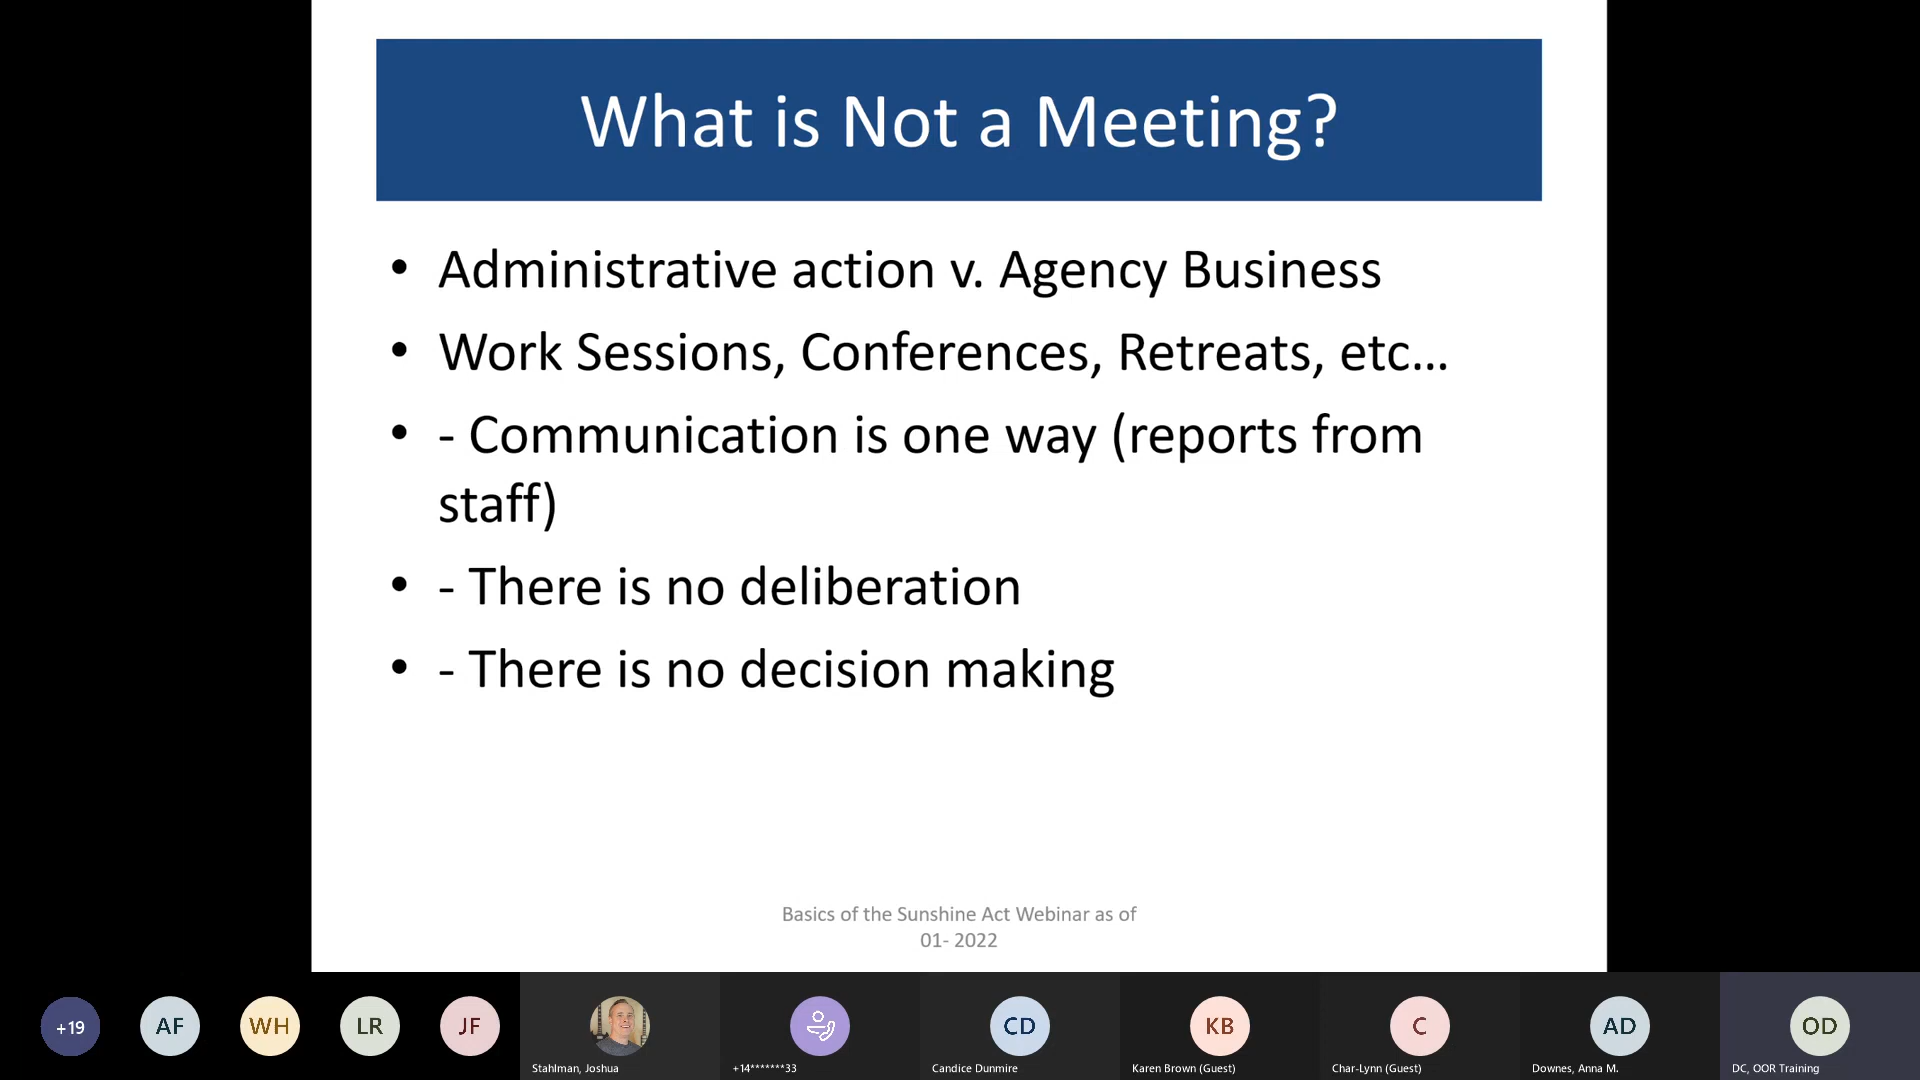 What is Not a Meeting?
• Administrative action v. Agency Business
• Work Sessions, Conferences, Retreats, etc…
• - Communication is one way (reports from
staff)
• - There is no deliberation
• - There is no decision making
Basics of the Sunshine Act Webinar as of
01- 2022
+19
AF
WH
LR
JF
CD
KB
C
AD
OD
Stahlman, Joshua
+14*******33
Candice Dunmire
Karen Brown (Guest)
Char-Lynn (Guest)
Downes, Anna M.
DC, OOR Training